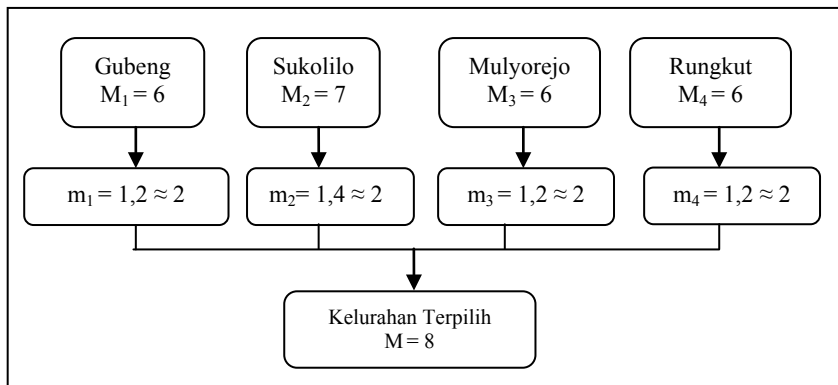 Gubeng
M₁ = 6
Sukolilo
M₂ = 7
Mulyorejo
M₃ = 6
Rungkut
M₄ = 6
m₁ = 1,2 ≈ 2
m₂= 1,4 ≈ 2
m₃ = 1,2 ≈ 2
m₄ = 1,2 ≈ 2
Kelurahan Terpilih
M = 8